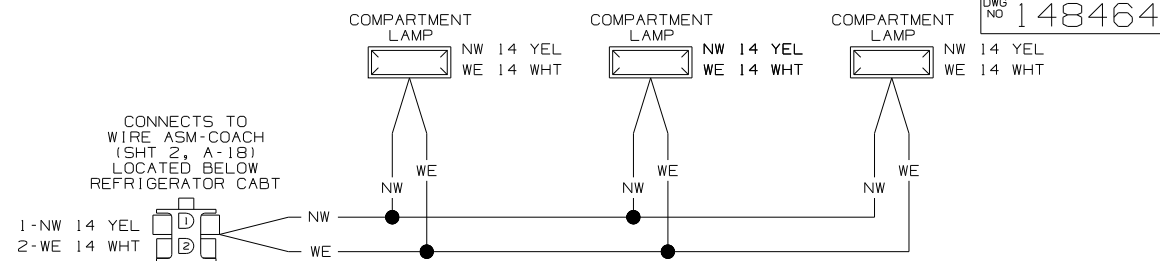 DWG
NO 148464
COMPARTMENT
LAMP
NW 14 YEL
WE 14 WHT
COMPARTMENT
LAMP
NW 14 YEL
WE 14 WHT
COMPARTMENT
LAMP
NW 14 YEL
WE 14 WHT
CONNECTS TO
WIRE ASM-COACH
(SHT 2, A-18)
LOCATED BELOW
REFRIGERATOR CABT
WE
NW
WE
NW
WE
NW
1-NW 14 YEL
2-WE 14 WHT
1
2
NW
WE